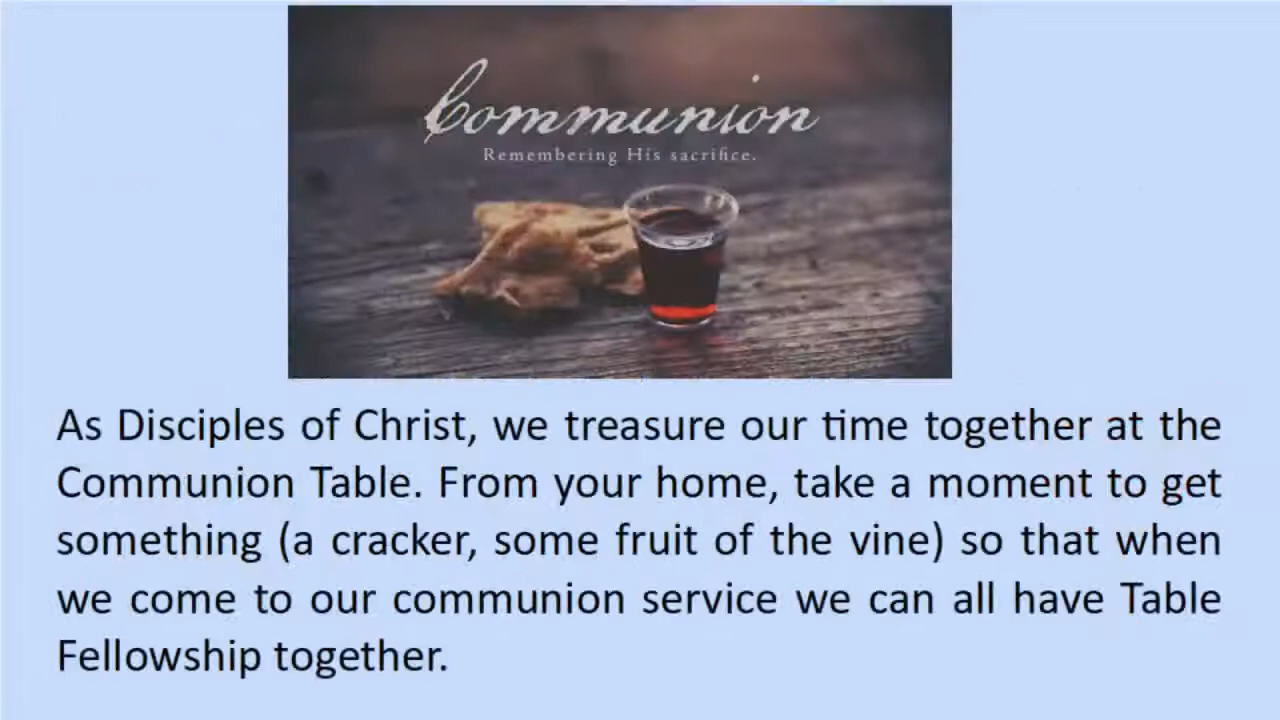 Communion
Remembering His sacrifice.
As Disciples of Christ, we treasure our time together at the
Communion Table. From your home, take a moment to get
something (a cracker, some fruit of the vine) so that when
we come to our communion service we can all have Table
Fellowship together.